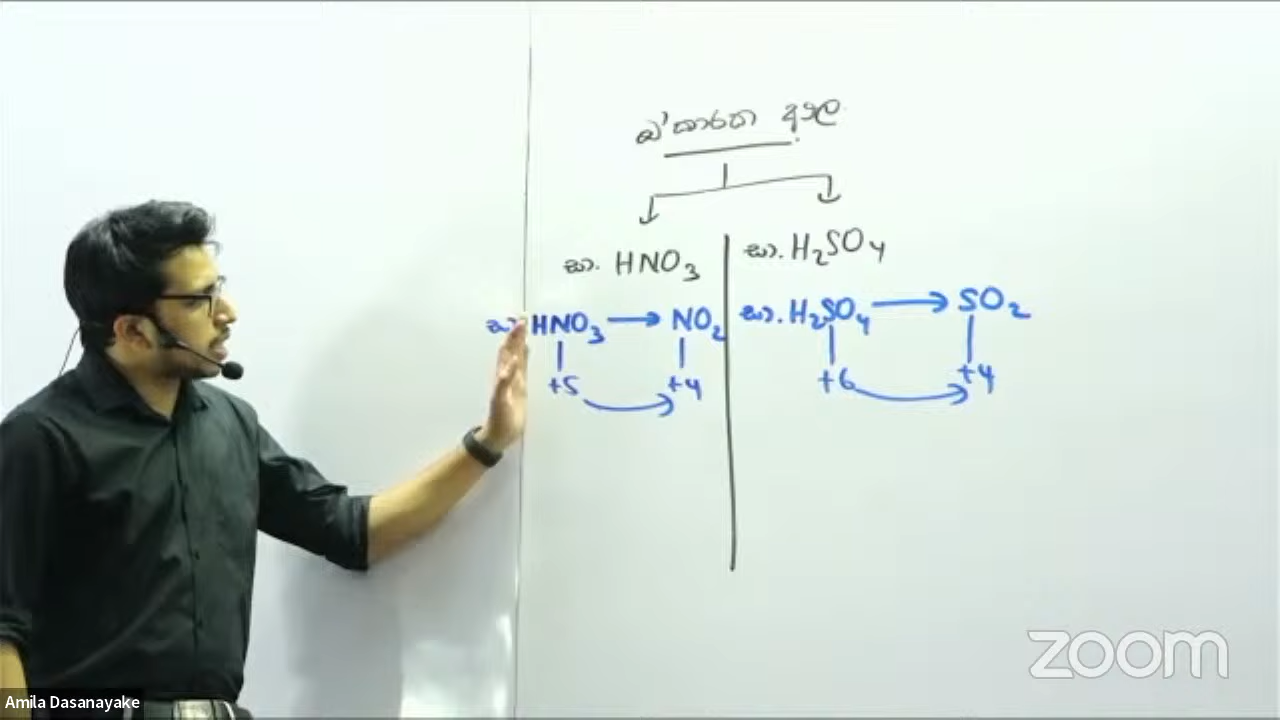 ඔ'කාරක අම්ල
සා. HNO₃
සා. H₂SO₄
සා. HNO₃ → NO₂
+5 +4
සා. H₂SO₄ → SO₂
+6 +4
zoom
Amila Dasanayake